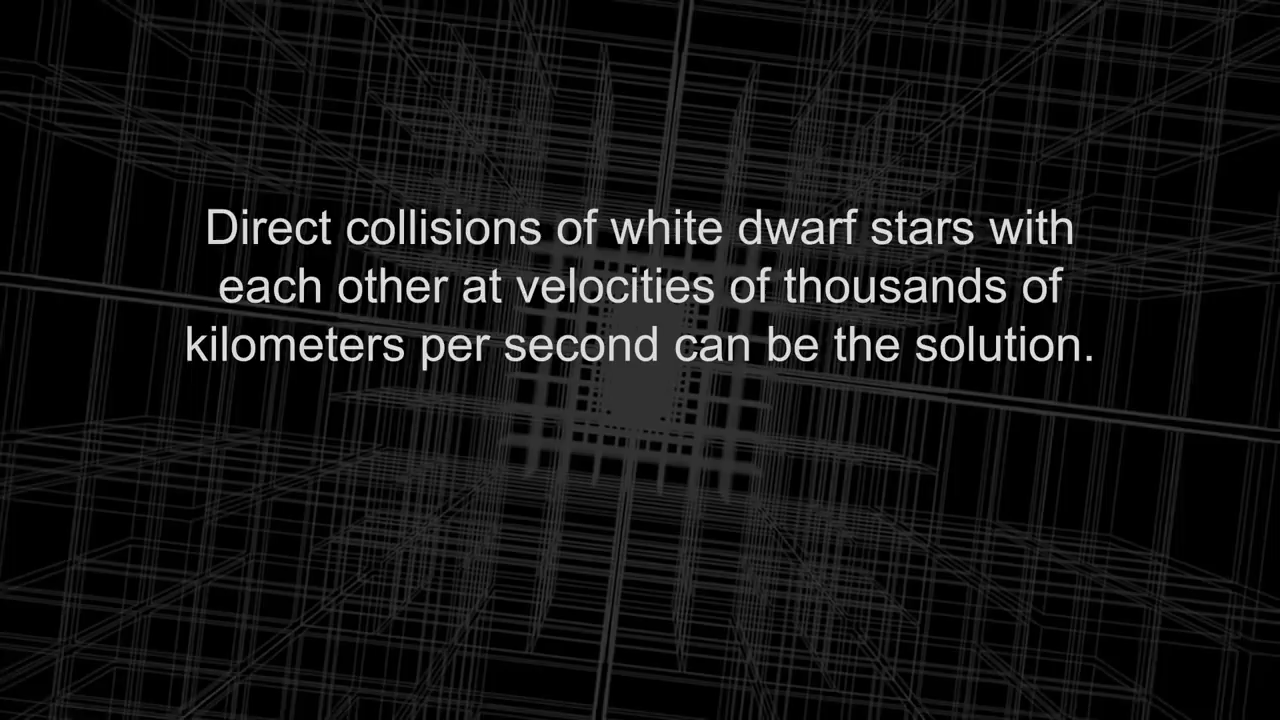 Direct collisions of white dwarf stars with
each other at velocities of thousands of
kilometers per second can be the solution.